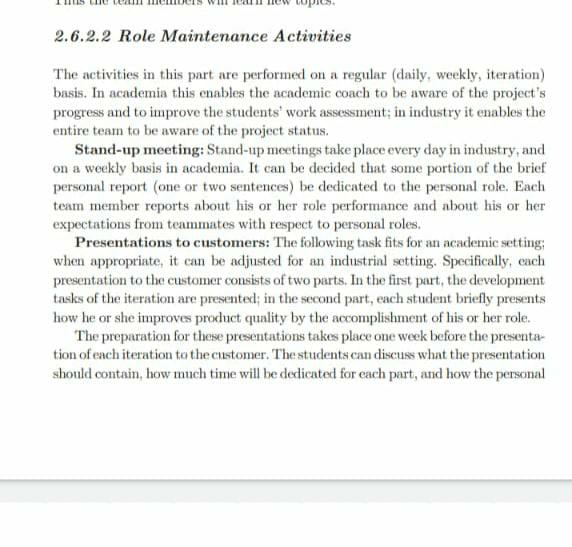 2.6.2.2 Role Maintenance Activities
The activities in this part are performed on a regular (daily, weekly, iteration)
basis. In academia this enables the academic coach to be aware of the project's
progress and to improve the students' work assessment; in industry it enables the
entire team to be aware of the project status.
Stand-up meeting: Stand-up meetings take place every day in industry, and
on a weekly basis in academia. It can be decided that some portion of the brief
personal report (one or two sentences) be dedicated to the personal role. Each
team member reports about his or her role performance and about his or her
expectations from teammates with respect to personal roles.
Presentations to customers: The following task fits for an academic setting;
when appropriate, it can be adjusted for an industrial setting. Specifically, each
presentation to the customer consists of two parts. In the first part, the development
tasks of the iteration are presented; in the second part, each student briefly presents
how he or she improves product quality by the accomplishment of his or her role.
The preparation for these presentations takes place one week before the presenta-
tion of each iteration to the customer. The students can discuss what the presentation
should contain, how much time will be dedicated for each part, and how the personal